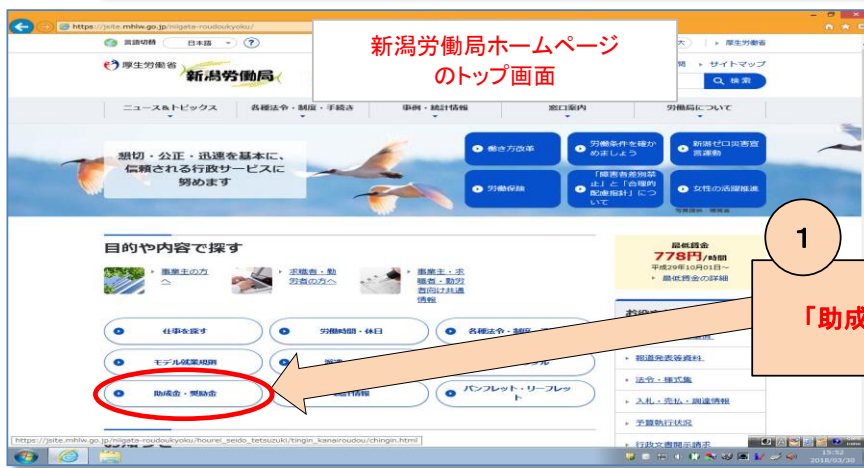 https://jsite.mhlw.go.jp/niigata-roudoukyoku/
言語切替 日本語 ?
新潟労働局ホームページ
のトップ画面
大 厚生労働省
サイトマップ
厚生労働省
新潟労働局
検索
ニュース&トピックス 各種法令・制度・手続き 事例・統計情報 窓口案内 労働局について
懇切・公正・迅速を基本に、
信頼される行政サービスに
努めます
働き方改革
労働条件を確か
めましょう
新潟ゼロ災害宣
言運動
労働保険
「障害者差別禁
止」と「合理的
配慮指針」につ
いて
女性の活躍推進
目的や内容で探す
事業主の方
へ
求職者・勤
労者の方へ
事業主・求
職者・勤労
者向け共通
情報
最低賃金
778円/時間
平成29年10月01日~
最低賃金の詳細
1
「助成
仕事を探す 労働時間・休日 各種法令・制度
モデル就業規則
助成金・奨励金 統計情報 パンフレット・リーフレッ
ト
報道発表等資料
法令・様式集
入札・売払・調達情報
予算執行状況
行政文書開示請求
https://jsite.mhlw.go.jp/niigata-roudoukyoku/hourei_seido_tetsuzuki/tingin_kanairoudou/chingin.html
15:52
2018/03/30